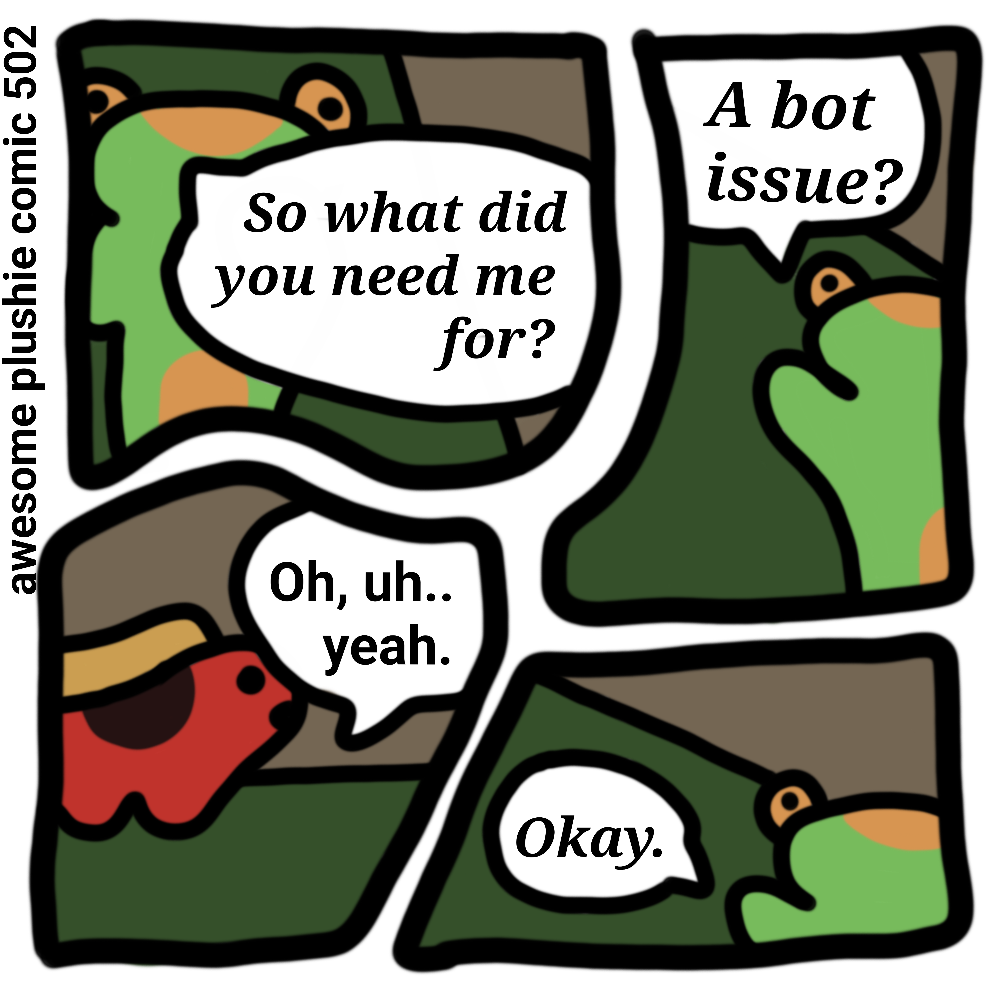 awesome plushie comic 502
So what did
you need me
for?
A bot
issue?
Oh, uh..
yeah.
Okay.